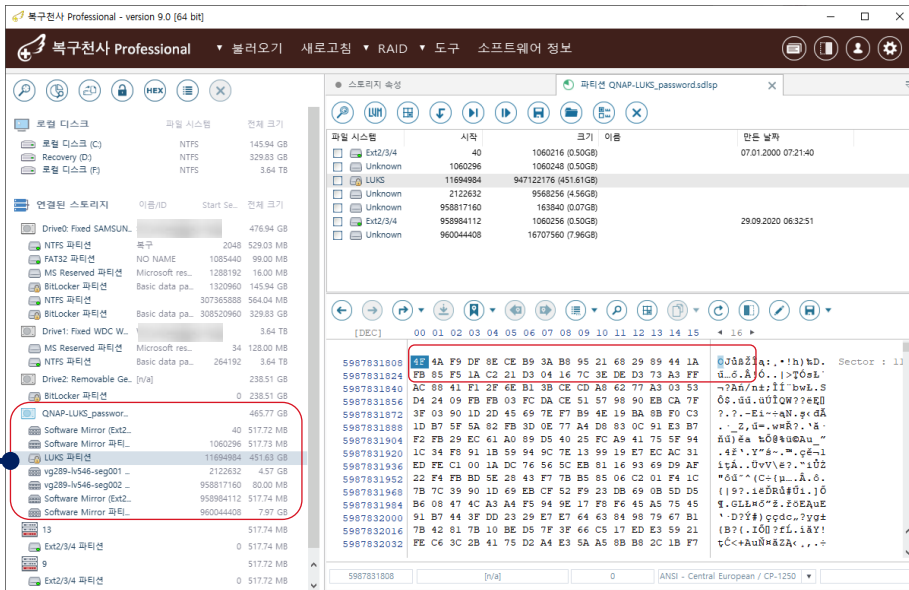 복구천사 Professional - version 9.0 [64 bit]
복구천사 Professional ▼ 불러오기 새로고침 ▼ RAID ▼ 도구 소프트웨어 정보
HEX
로컬 디스크 파일 시스템 전체 크기
로컬 디스크 (C:) NTFS 145.94 GB
Recovery (D:) NTFS 329.83 GB
로컬 디스크 (F:) NTFS 3.64 TB
연결된 스토리지 이름/ID Start Se... 전체 크기
Drive0: Fixed SAMSUN... 476.94 GB
NTFS 파티션 복구 2048 529.03 MB
FAT32 파티션 NO NAME 1085440 99.00 MB
MS Reserved 파티션 Microsoft res... 1288192 16.00 MB
BitLocker 파티션 Basic data pa... 1320960 145.94 GB
NTFS 파티션 307365888 564.04 MB
BitLocker 파티션 Basic data pa... 308520960 329.83 GB
Drive1: Fixed WDC W... 3.64 TB
MS Reserved 파티션 Microsoft res... 34 128.00 MB
NTFS 파티션 Basic data pa... 264192 3.64 TB
Drive2: Removable Ge... [n/a] 238.51 GB
BitLocker 파티션 0 238.51 GB
QNAP-LUKS_passwor... 465.77 GB
Software Mirror (Ext2... 40 517.72 MB
Software Mirror 파티... 1060296 517.73 MB
LUKS 파티션 11694984 451.63 GB
vg289-lv546-seg001 ... 2122632 4.57 GB
vg289-lv546-seg002 ... 958817160 80.00 MB
Software Mirror (Ext2... 958984112 517.74 MB
Software Mirror 파티... 960044408 7.97 GB
13 517.74 MB
Ext2/3/4 파티션 0 517.74 MB
9 517.72 MB
Ext2/3/4 파티션 0 517.72 MB
스토리지 속성 파티션 QNAP-LUKS_password.sdlsp
LVM
파일 시스템 시작 크기 이름 만든 날짜
Ext2/3/4 40 1060216 (0.50GB) 07.01.2000 07:21:40
Unknown 1060296 1060248 (0.50GB)
LUKS 11694984 947122176 (451.61GB)
Unknown 2122632 9568256 (4.56GB)
Unknown 958817160 163840 (0.07GB)
Ext2/3/4 958984112 1060256 (0.50GB) 29.09.2020 06:32:51
Unknown 960044408 16707560 (7.96GB)
[DEC] 00 01 02 03 04 05 06 07 08 09 10 11 12 13 14 15 ◄ 16 ►
5987831808 4F 4A F9 DF 8E CE B9 3A B8 95 21 68 29 89 44 1A Sector : 11
5987831824 FB 85 F5 1A C2 21 D3 04 16 7C 3E DE D3 73 A3 FF
5987831840 AC 88 41 F1 2F 6E B1 3B CE CD A8 62 77 A3 03 53
5987831856 D4 24 09 FB FB 03 FC DA CE 51 57 98 90 EB CA 7F
5987831872 3F 03 90 1D 2D 45 69 7E F7 B9 4E 19 BA 8B F0 C3
5987831888 1D B7 5F 5A 82 FB 3D 0E 77 A4 D8 83 0C 91 E3 B7
5987831904 F2 FB 29 EC 61 A0 89 D5 40 25 FC A9 41 75 5F 94
5987831920 1C 34 F8 91 1B 59 94 9C 7E 13 99 19 E7 EC AC 31
5987831936 ED FE C1 00 1A DC 76 56 5C EB 81 16 93 69 D9 AF
5987831952 22 F4 FB BD 5E 28 43 F7 7B B5 85 06 C2 01 F4 1C
5987831968 7B 7C 39 90 1D 69 EB CF 52 F9 23 DB 69 0B 5D D5
5987831984 B6 08 47 4C A3 A4 F5 94 9E 17 F8 F6 45 A5 75 45
5987832000 91 B7 44 3F DD 23 29 E7 E7 64 63 84 98 79 67 B1
5987832016 7B 42 81 7B 10 BE D5 7F 3F 66 C5 17 ED E3 59 21
5987832032 FE C6 3C 2B 41 75 D2 A4 E3 5A A5 8B B8 2C 1B F7
5987831808 [n/a] 0 ANSI - Central European / CP-1250 ▼